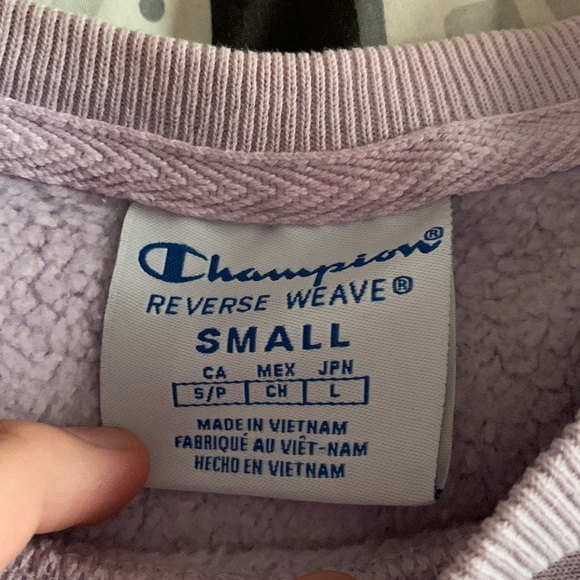 Champion®
REVERSE WEAVE®
SMALL
CA MEX JPN
S/P CH L
MADE IN VIETNAM
FABRIQUÉ AU VIÊT-NAM
HECHO EN VIETNAM